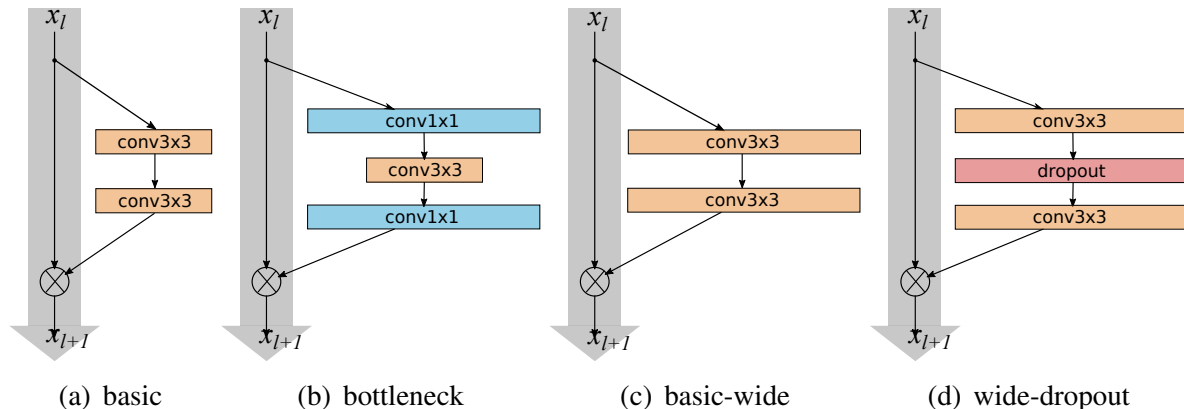 x_l
conv3x3
conv3x3
x_{l+1}
(a) basic
x_l
conv1x1
conv3x3
conv1x1
x_{l+1}
(b) bottleneck
x_l
conv3x3
conv3x3
x_{l+1}
(c) basic-wide
x_l
conv3x3
dropout
conv3x3
x_{l+1}
(d) wide-dropout